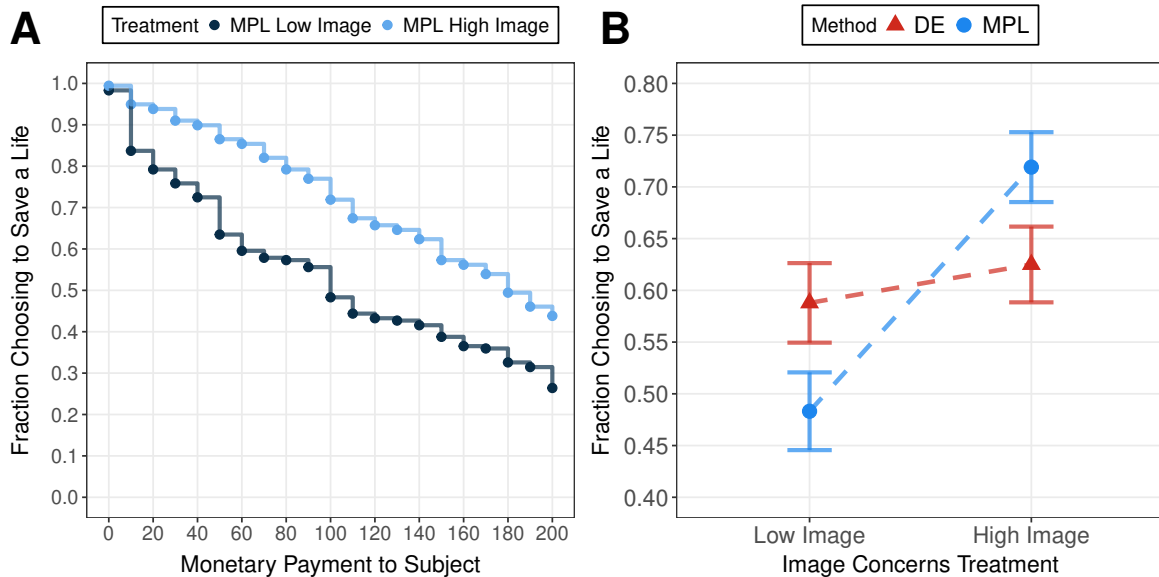 A
Treatment MPL Low Image MPL High Image
Fraction Choosing to Save a Life
1.0
0.9
0.8
0.7
0.6
0.5
0.4
0.3
0.2
0.1
0.0
0 20 40 60 80 100 120 140 160 180 200
Monetary Payment to Subject
B
Method DE MPL
Fraction Choosing to Save a Life
0.80
0.75
0.70
0.65
0.60
0.55
0.50
0.45
0.40
Low Image High Image
Image Concerns Treatment